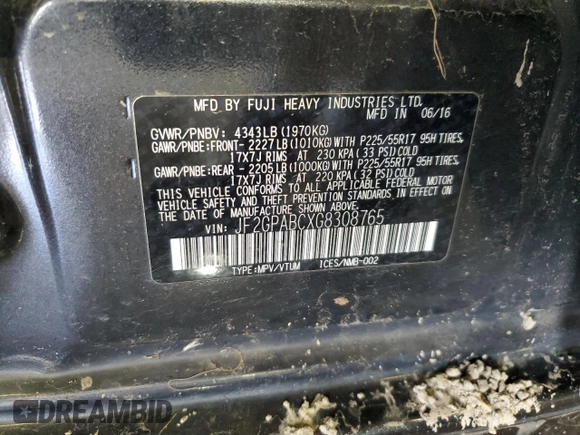 MFD BY FUJI HEAVY INDUSTRIES LTD.
MFD IN 06/16
GVWR/PNBV: 4343LB(1970KG)
GAWR/PNBE:FRONT- 2227LB(1010KG)WITH P225/55R17 95H TIRES,
17X7J RIMS AT 230 KPA(33 PSI)COLD
GAWR/PNBE:REAR - 2205LB(1000KG)WITH P225/55R17 95H TIRES,
17X7J RIMS AT 220 KPA(32 PSI)COLD
THIS VEHICLE CONFORMS TO ALL APPLICABLE FEDERAL MOTOR
VEHICLE SAFETY AND THEFT PREVENTION STANDARDS IN
EFFECT ON THE DATE OF MANUFACTURE SHOWN ABOVE.
VIN: JF2GPABCXG8308765
TYPE:MPV/VTUM ICES/NMB-002
DREAMBID